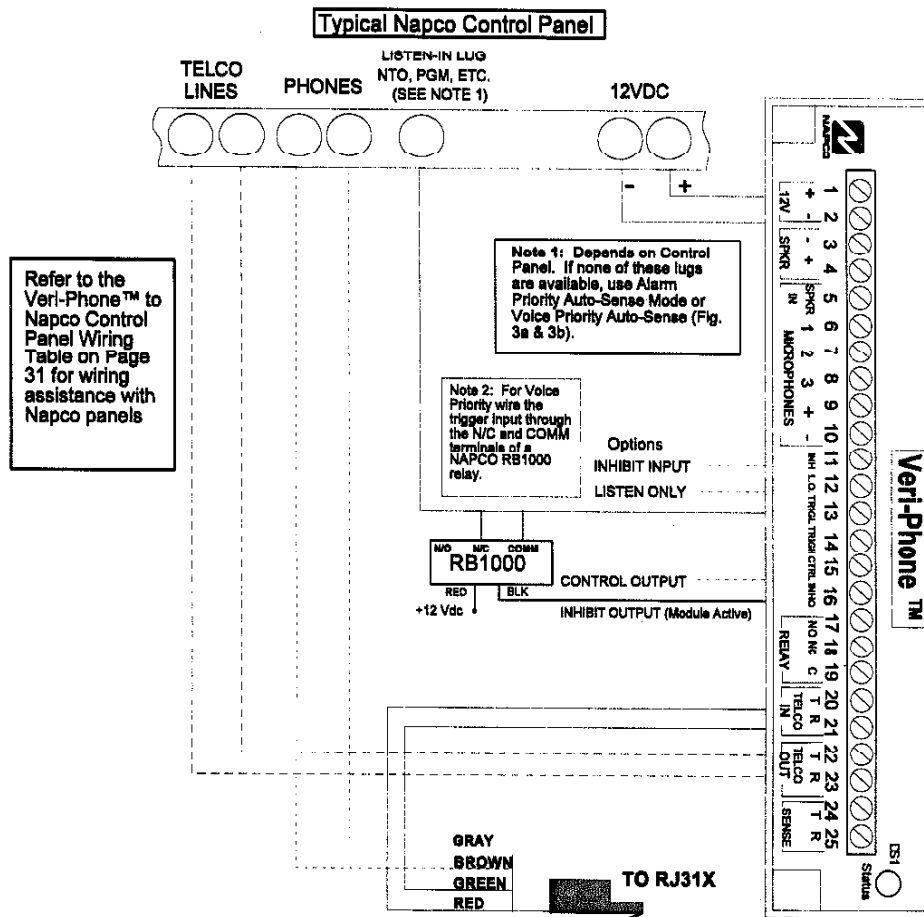 Typical Napco Control Panel
TELCO
LINES
PHONES
LISTEN-IN LUG
NTO, PGM, ETC.
(SEE NOTE 1)
12VDC
- +
Refer to the
Veri-Phone™ to
Napco Control
Panel Wiring
Table on Page
31 for wiring
assistance with
Napco panels
Note 1: Depends on Control
Panel. If none of these lugs
are available, use Alarm
Priority Auto-Sense Mode or
Voice Priority Auto-Sense (Fig.
3a & 3b).
Note 2: For Voice
Priority wire the
trigger input through
the N/C and COMM
terminals of a
NAPCO RB1000
relay.
Options
INHIBIT INPUT
LISTEN ONLY
N/O N/C COMM
RB1000
RED BLK
+12 Vdc
CONTROL OUTPUT
INHIBIT OUTPUT (Module Active)
GRAY
BROWN
GREEN
RED
TO RJ31X
NAPCO
12V + - 1 2
SPKR - + 3 4
SPKR IN 5
MICROPHONES 1 2 3 + - 6 7 8 9 10
INH L.O. TRGL TRIGH CTRL INHO 11 12 13 14 15 16
RELAY NO NC C 17 18 19
TELCO IN T R 20 21
TELCO OUT T R 22 23
SENSE T R 24 25
Veri-Phone ™
Status